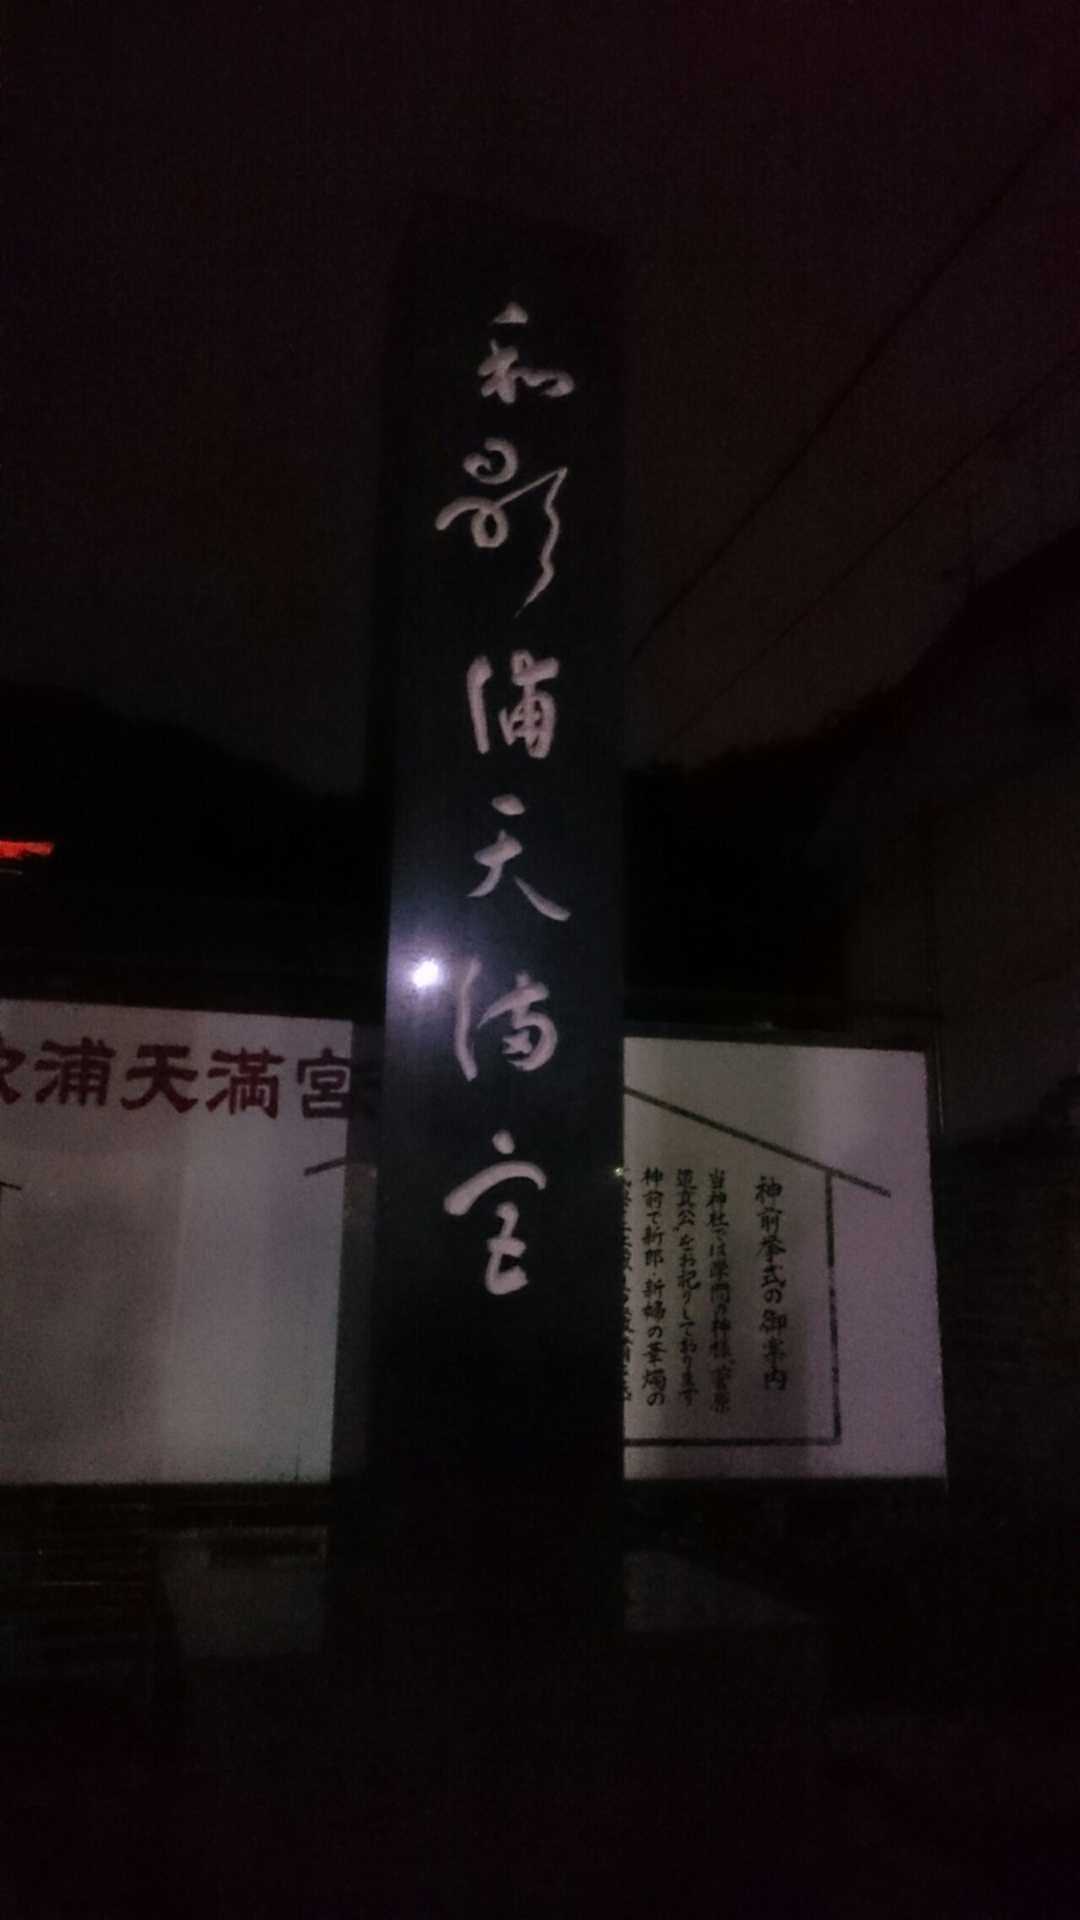 和歌浦天満宮
浦天満宮
神前挙式の御案内
当神社では学問の神様〝菅原
道真公〟をお祀りしております
神前で新郎・新婦の華燭の